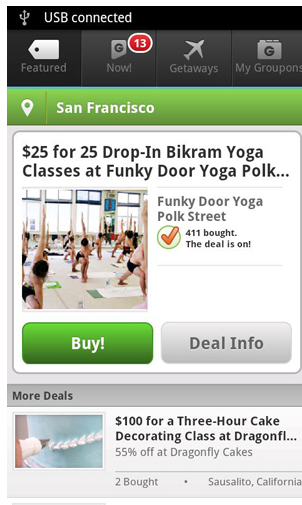 USB connected
13
Featured
Now!
Getaways
My Groupons
San Francisco
$25 for 25 Drop-In Bikram Yoga
Classes at Funky Door Yoga Polk...
Funky Door Yoga
Polk Street
411 bought.
The deal is on!
Buy!
Deal Info
More Deals
$100 for a Three-Hour Cake
Decorating Class at Dragonfl...
55% off at Dragonfly Cakes
2 Bought • Sausalito, California